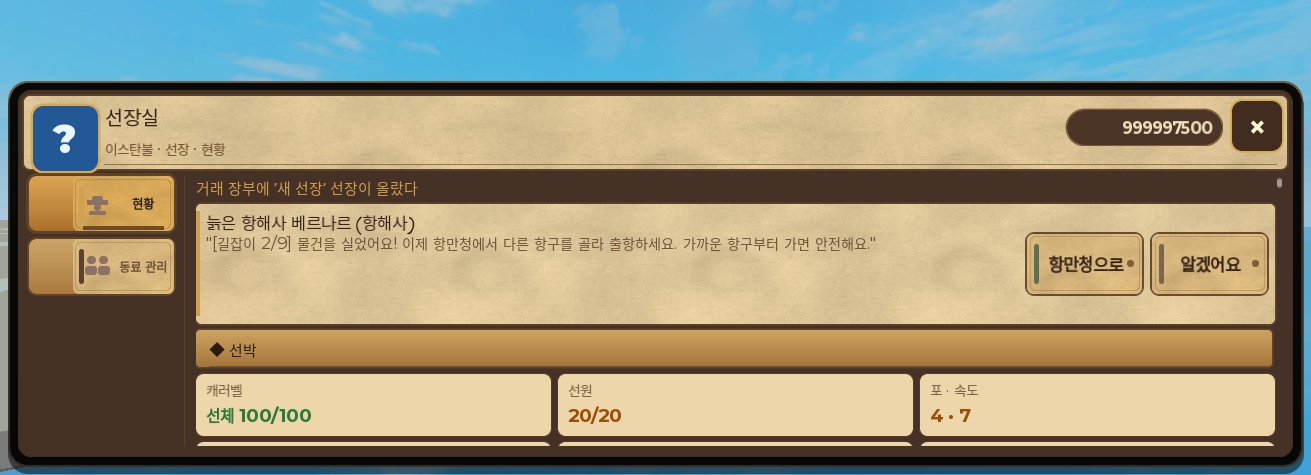 ?
선장실
이스탄불 · 선장 · 현황
999997500
×
현황
동료 관리
거래 장부에 '새 선장' 선장이 올랐다
늙은 항해사 베르나르 (항해사)
"[길잡이 2/9] 물건을 실었어요! 이제 항만청에서 다른 항구를 골라 출항하세요. 가까운 항구부터 가면 안전해요."
항만청으로
알겠어요
◆ 선박
캐러벨
선체 100/100
선원
20/20
포 · 속도
4 · 7